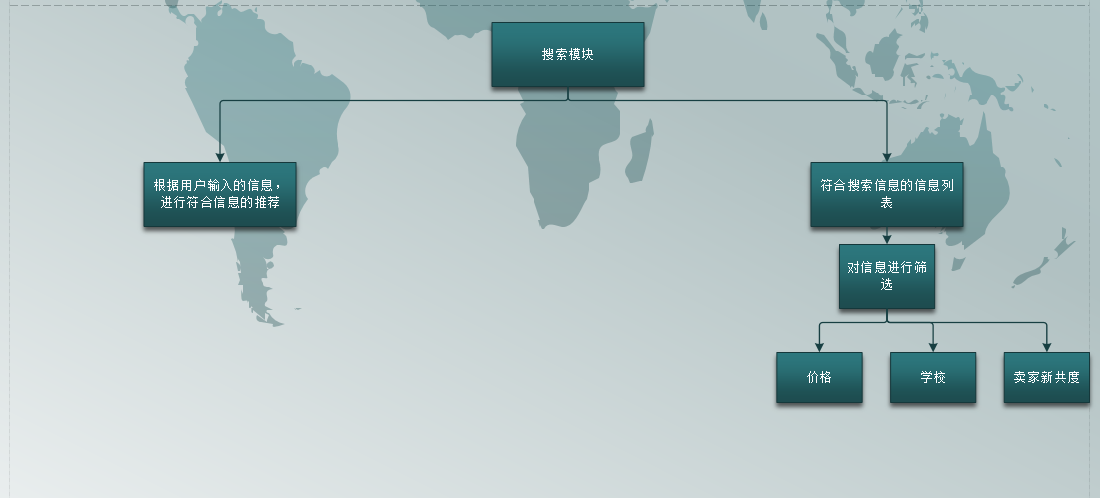 搜索模块
根据用户输入的信息，
进行符合信息的推荐
符合搜索信息的信息列
表
对信息进行筛
选
价格
学校
卖家新共度